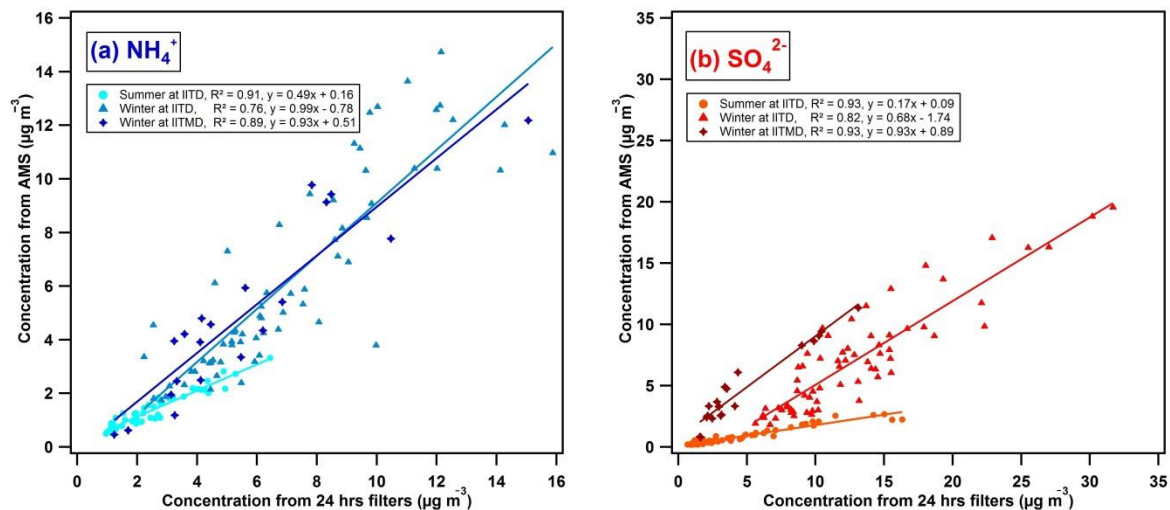 (a) NH₄⁺
Summer at IITD, R² = 0.91, y = 0.49x + 0.16
Winter at IITD, R² = 0.76, y = 0.99x - 0.78
Winter at IITMD, R² = 0.89, y = 0.93x + 0.51
Concentration from AMS (µg m⁻³)
16
14
12
10
8
6
4
2
0
0 2 4 6 8 10 12 14 16
Concentration from 24 hrs filters (µg m⁻³)
(b) SO₄²⁻
Summer at IITD, R² = 0.93, y = 0.17x + 0.09
Winter at IITD, R² = 0.82, y = 0.68x - 1.74
Winter at IITMD, R² = 0.93, y = 0.93x + 0.89
Concentration from AMS (µg m⁻³)
35
30
25
20
15
10
5
0
0 5 10 15 20 25 30 35
Concentration from 24 hrs filters (µg m⁻³)